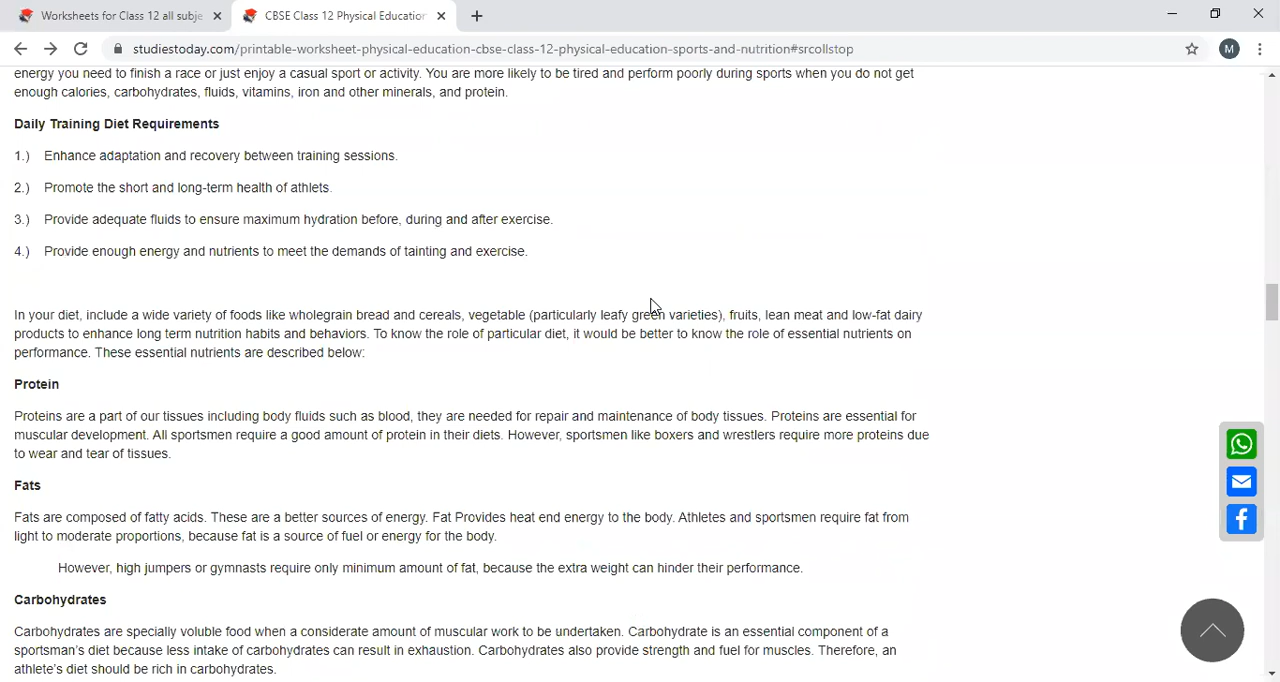 Worksheets for Class 12 all subje
CBSE Class 12 Physical Education
studiestoday.com/printable-worksheet-physical-education-cbse-class-12-physical-education-sports-and-nutrition#srcollstop
M
energy you need to finish a race or just enjoy a casual sport or activity. You are more likely to be tired and perform poorly during sports when you do not get
enough calories, carbohydrates, fluids, vitamins, iron and other minerals, and protein.
Daily Training Diet Requirements
1.) Enhance adaptation and recovery between training sessions.
2.) Promote the short and long-term health of athlets.
3.) Provide adequate fluids to ensure maximum hydration before, during and after exercise.
4.) Provide enough energy and nutrients to meet the demands of tainting and exercise.
In your diet, include a wide variety of foods like wholegrain bread and cereals, vegetable (particularly leafy green varieties), fruits, lean meat and low-fat dairy
products to enhance long term nutrition habits and behaviors. To know the role of particular diet, it would be better to know the role of essential nutrients on
performance. These essential nutrients are described below:
Protein
Proteins are a part of our tissues including body fluids such as blood, they are needed for repair and maintenance of body tissues. Proteins are essential for
muscular development. All sportsmen require a good amount of protein in their diets. However, sportsmen like boxers and wrestlers require more proteins due
to wear and tear of tissues.
Fats
Fats are composed of fatty acids. These are a better sources of energy. Fat Provides heat end energy to the body. Athletes and sportsmen require fat from
light to moderate proportions, because fat is a source of fuel or energy for the body.
However, high jumpers or gymnasts require only minimum amount of fat, because the extra weight can hinder their performance.
Carbohydrates
Carbohydrates are specially voluble food when a considerate amount of muscular work to be undertaken. Carbohydrate is an essential component of a
sportsman's diet because less intake of carbohydrates can result in exhaustion. Carbohydrates also provide strength and fuel for muscles. Therefore, an
athlete's diet should be rich in carbohydrates.